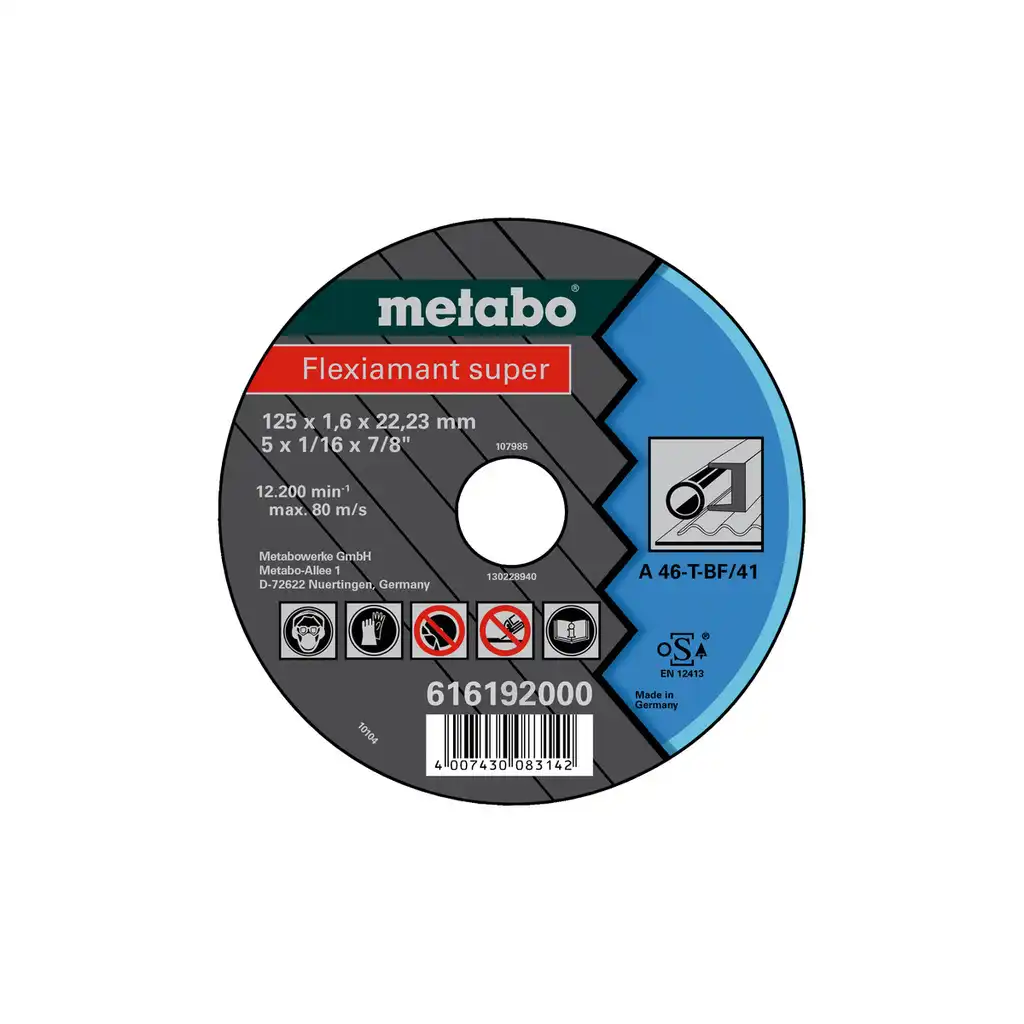 metabo®
Flexiamant super
125 x 1,6 x 22,23 mm
5 x 1/16 x 7/8"
107985
12.200 min⁻¹
max. 80 m/s
Metabowerke GmbH
Metabo-Allee 1
D-72622 Nuertingen, Germany
130228940
A 46-T-BF/41
oSa®
EN 12413
Made in
Germany
616192000
4 007430 083142
10104